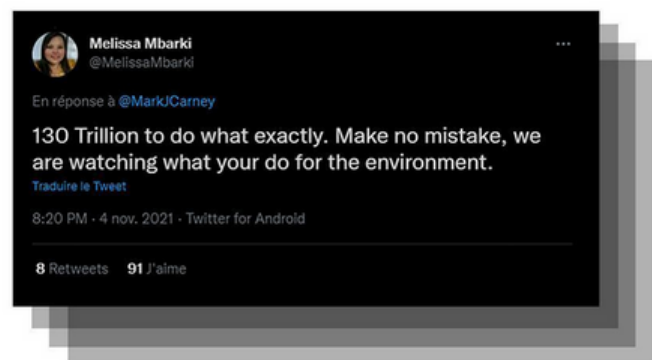 Melissa Mbarki
@MelissaMbarki
En réponse à @MarkJCarney
130 Trillion to do what exactly. Make no mistake, we
are watching what your do for the environment.
Traduire le Tweet
8:20 PM · 4 nov. 2021 · Twitter for Android
8 Retweets 91 J'aime